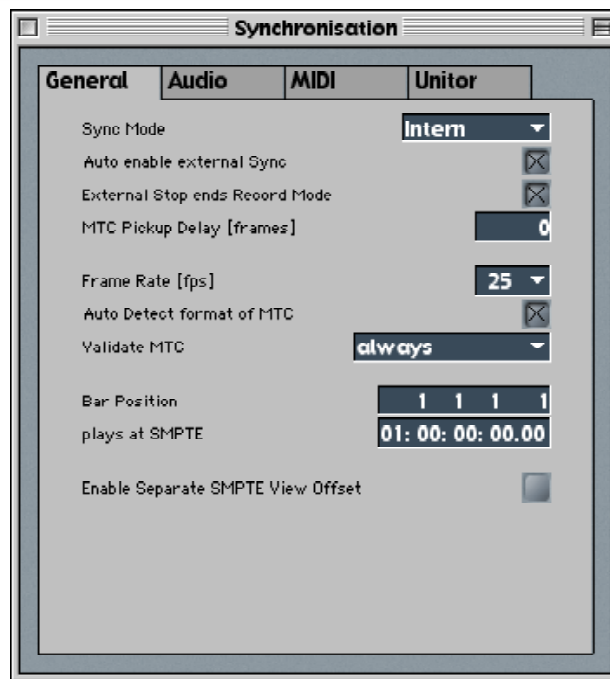 Synchronisation
General Audio MIDI Unitor
Sync Mode Intern
Auto enable external Sync
External Stop ends Record Mode
MTC Pickup Delay [frames] 0
Frame Rate [fps] 25
Auto Detect format of MTC
Validate MTC always
Bar Position 1 1 1 1
plays at SMPTE 01: 00: 00: 00.00
Enable Separate SMPTE View Offset